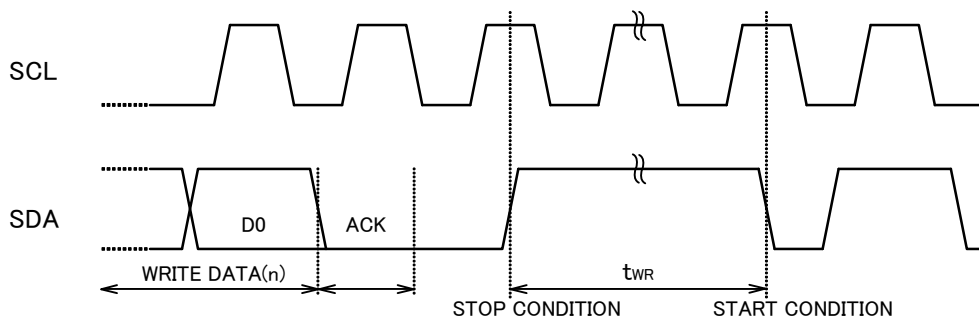 SCL
SDA
D0
ACK
WRITE DATA(n)
tWR
STOP CONDITION
START CONDITION